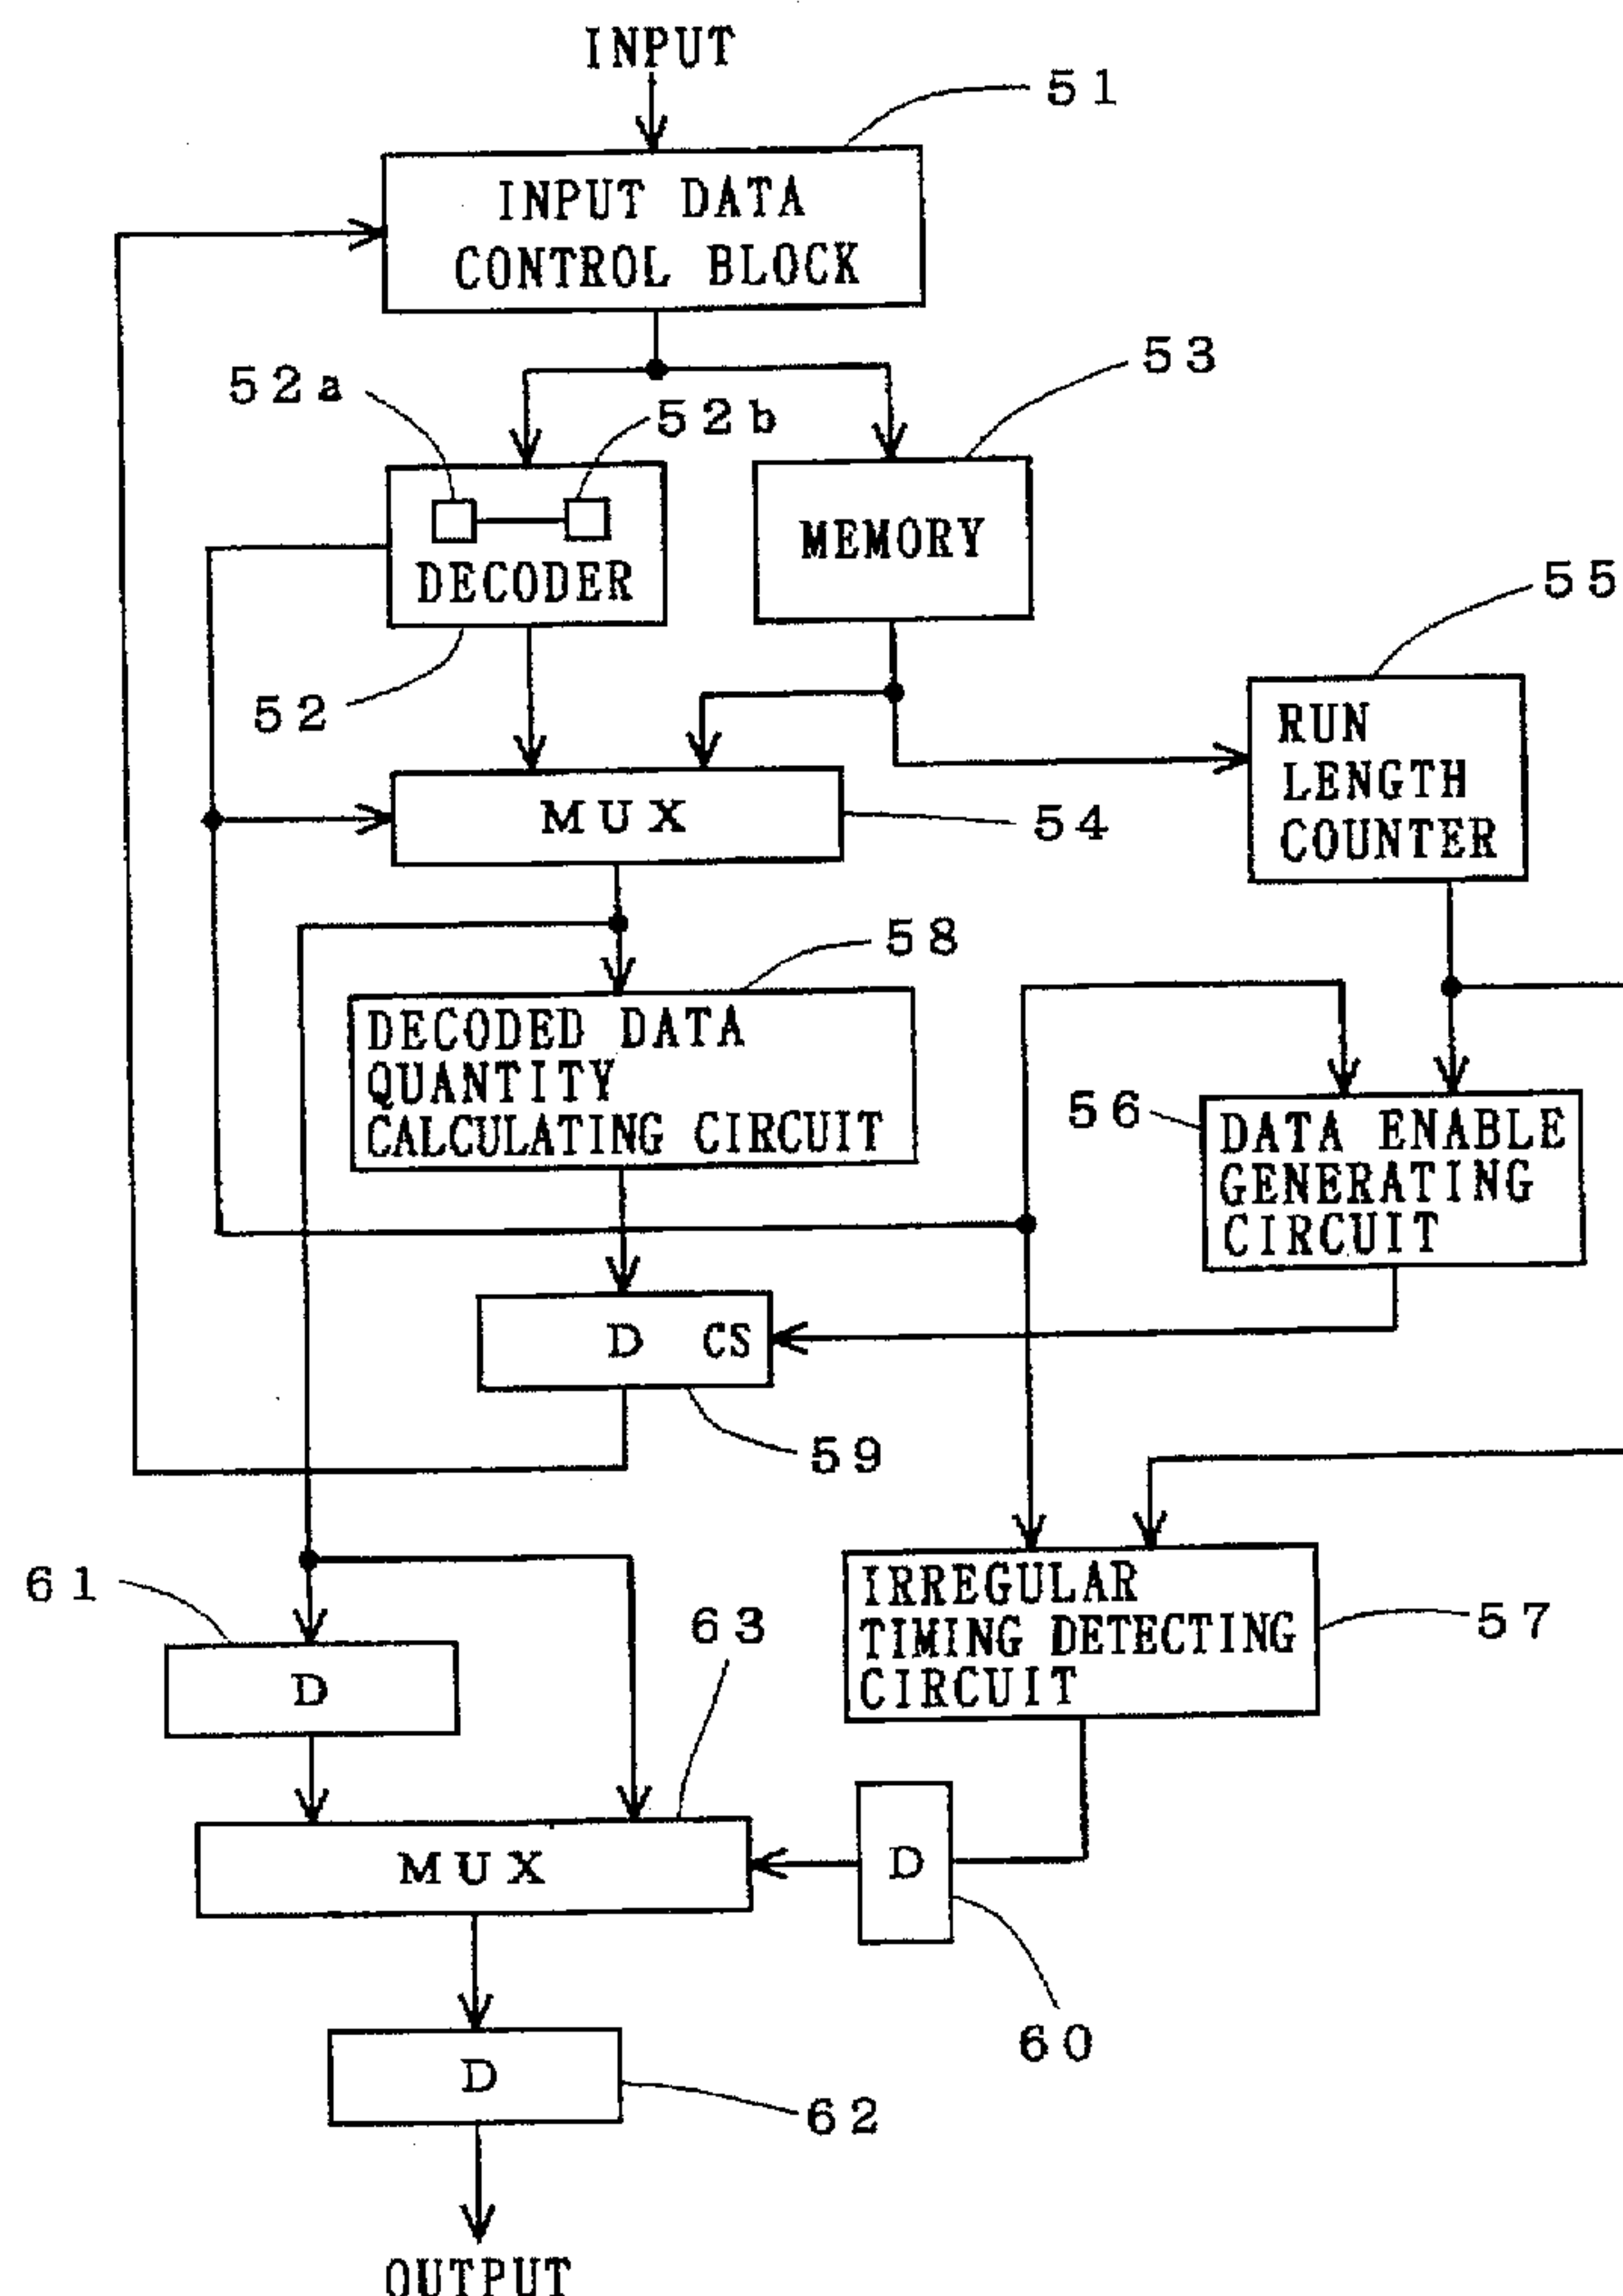 INPUT
51
INPUT DATA
CONTROL BLOCK
53
52a
52b
MEMORY
DECODER
55
52
RUN
LENGTH
COUNTER
MUX
54
58
DECODED DATA
QUANTITY
CALCULATING CIRCUIT
56
DATA ENABLE
GENERATING
CIRCUIT
D CS
59
61
63
IRREGULAR
TIMING DETECTING
CIRCUIT
57
D
MUX
D
60
D
62
OUTPUT